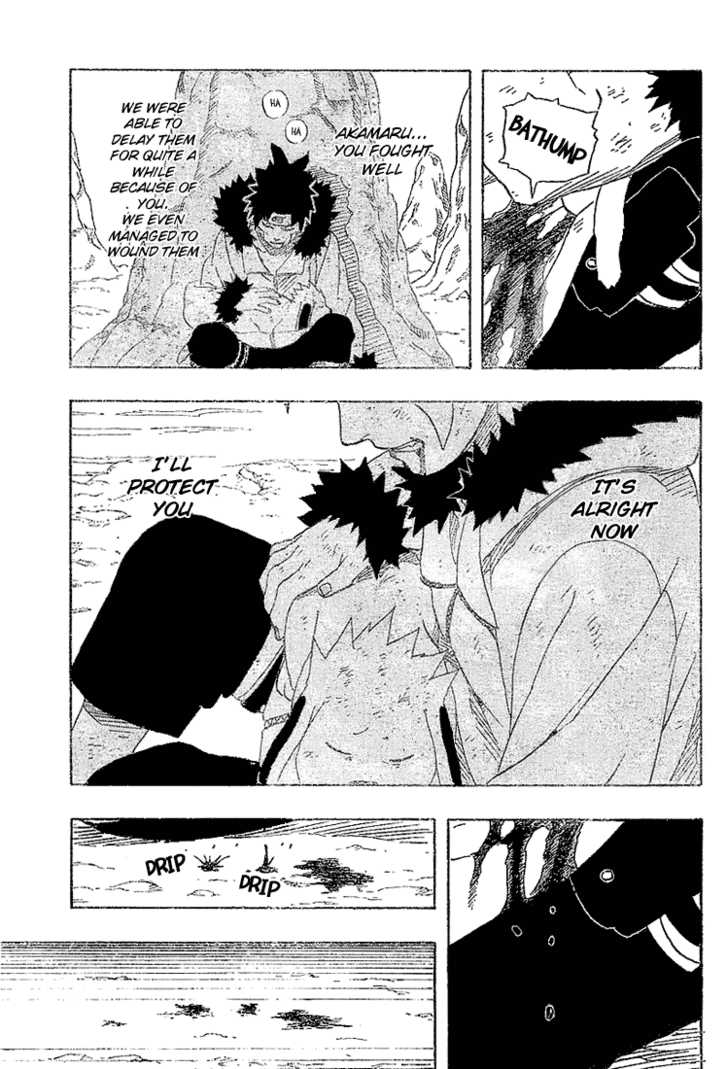 BATHUMP
HA
HA
AKAMARU...
YOU FOUGHT
WELL
WE WERE
ABLE TO
DELAY THEM
FOR QUITE A
WHILE
BECAUSE OF
YOU.
WE EVEN
MANAGED TO
WOUND THEM
IT'S
ALRIGHT
NOW
I'LL
PROTECT
YOU
DRIP
DRIP